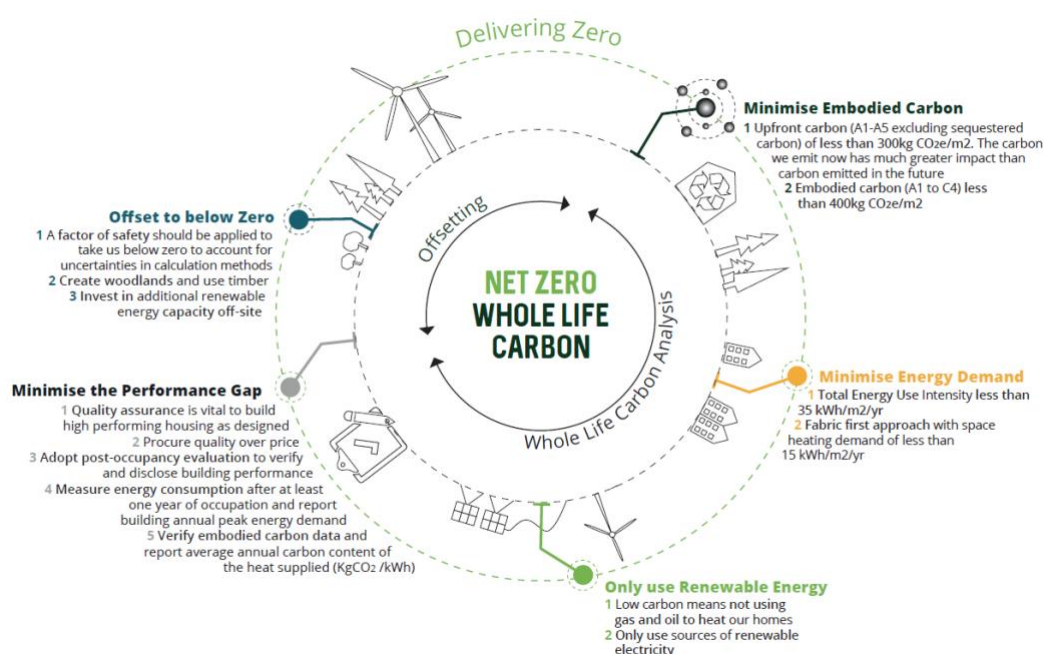 Delivering Zero
Minimise Embodied Carbon
1 Upfront carbon (A1-A5 excluding sequestered
carbon) of less than 300kg CO2e/m2. The carbon
we emit now has much greater impact than
carbon emitted in the future
2 Embodied carbon (A1 to C4) less
than 400kg CO2e/m2
Offsetting
NET ZERO
WHOLE LIFE
CARBON
Whole Life Carbon Analysis
Offset to below Zero
1 A factor of safety should be applied to
take us below zero to account for
uncertainties in calculation methods
2 Create woodlands and use timber
3 Invest in additional renewable
energy capacity off-site
Minimise Energy Demand
1 Total Energy Use Intensity less than
35 kWh/m2/yr
2 Fabric first approach with space
heating demand of less than
15 kWh/m2/yr
Minimise the Performance Gap
1 Quality assurance is vital to build
high performing housing as designed
2 Procure quality over price
3 Adopt post-occupancy evaluation to verify
and disclose building performance
4 Measure energy consumption after at least
one year of occupation and report
building annual peak energy demand
5 Verify embodied carbon data and
report average annual carbon content of
the heat supplied (KgCO2 /kWh)
Only use Renewable Energy
1 Low carbon means not using
gas and oil to heat our homes
2 Only use sources of renewable
electricity